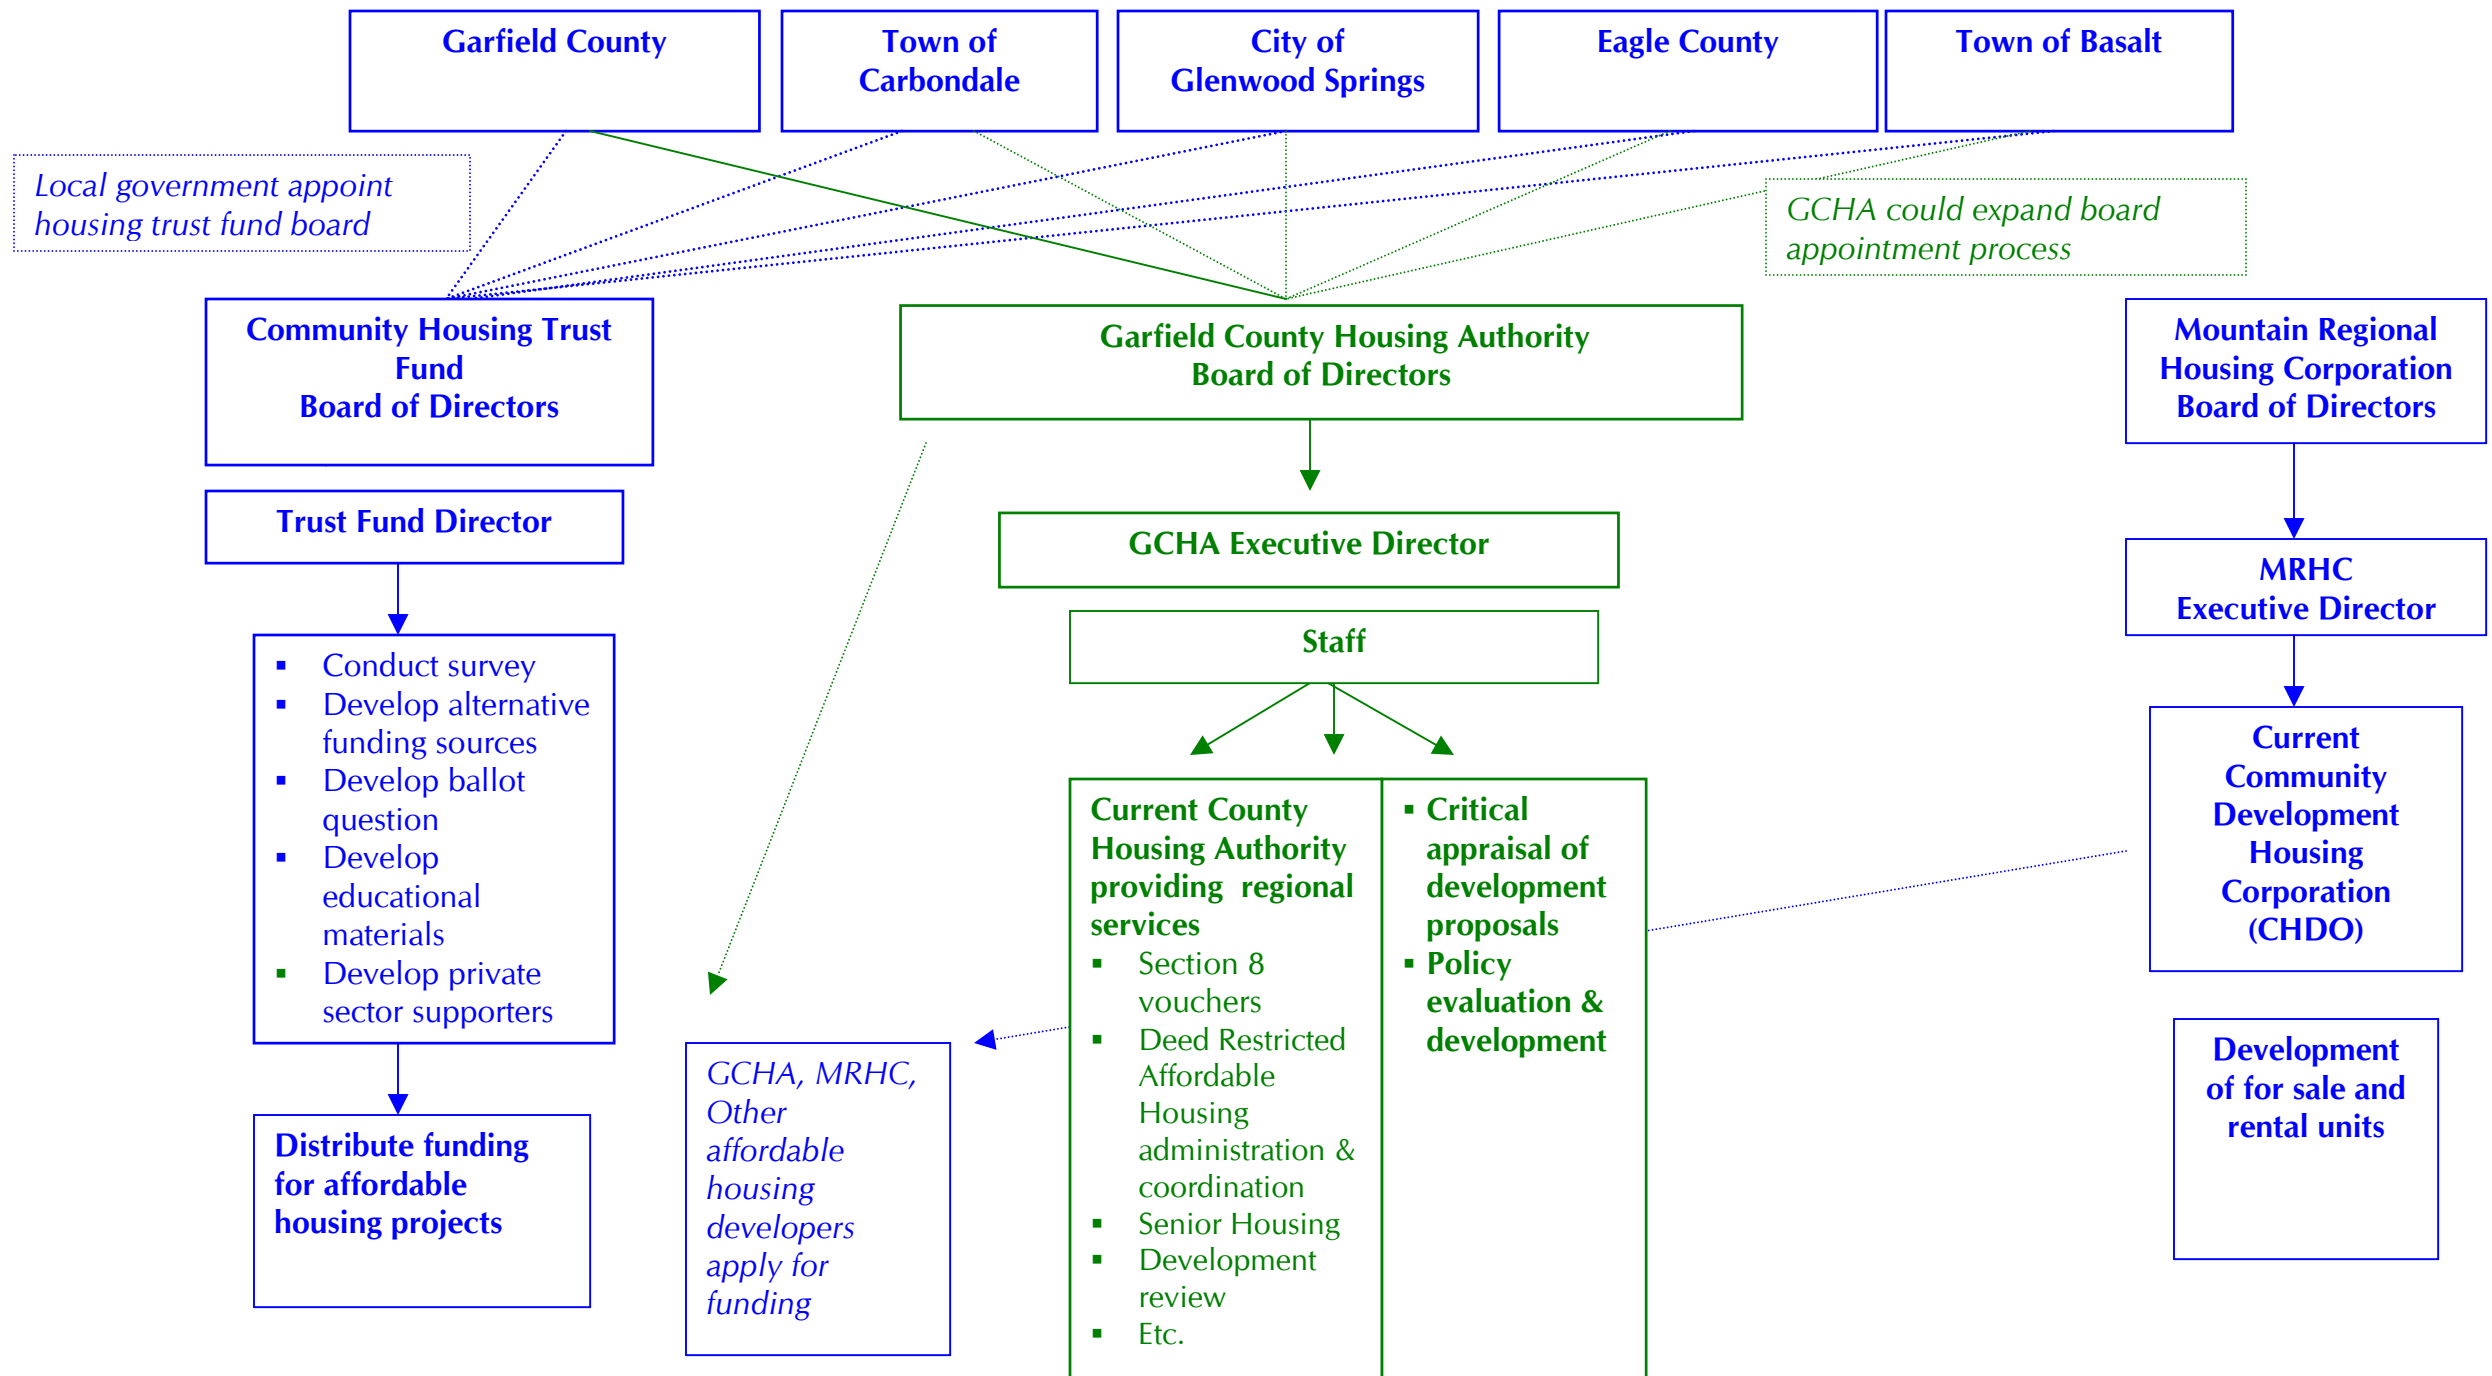 Garfield County
Town of
Carbondale
City of
Glenwood Springs
Eagle County
Town of Basalt
Local government appoint
housing trust fund board
GCHA could expand board
appointment process
Community Housing Trust
Fund
Board of Directors
Garfield County Housing Authority
Board of Directors
Mountain Regional
Housing Corporation
Board of Directors
Trust Fund Director
GCHA Executive Director
MRHC
Executive Director
Staff
▪ Conduct survey
▪ Develop alternative
funding sources
▪ Develop ballot
question
▪ Develop
educational
materials
▪ Develop private
sector supporters
Current
Community
Development
Housing
Corporation
(CHDO)
Current County
Housing Authority
providing regional
services
▪ Section 8
vouchers
▪ Deed Restricted
Affordable
Housing
administration &
coordination
▪ Senior Housing
▪ Development
review
▪ Etc.
▪ Critical
appraisal of
development
proposals
▪ Policy
evaluation &
development
Distribute funding
for affordable
housing projects
GCHA, MRHC,
Other
affordable
housing
developers
apply for
funding
Development
of for sale and
rental units